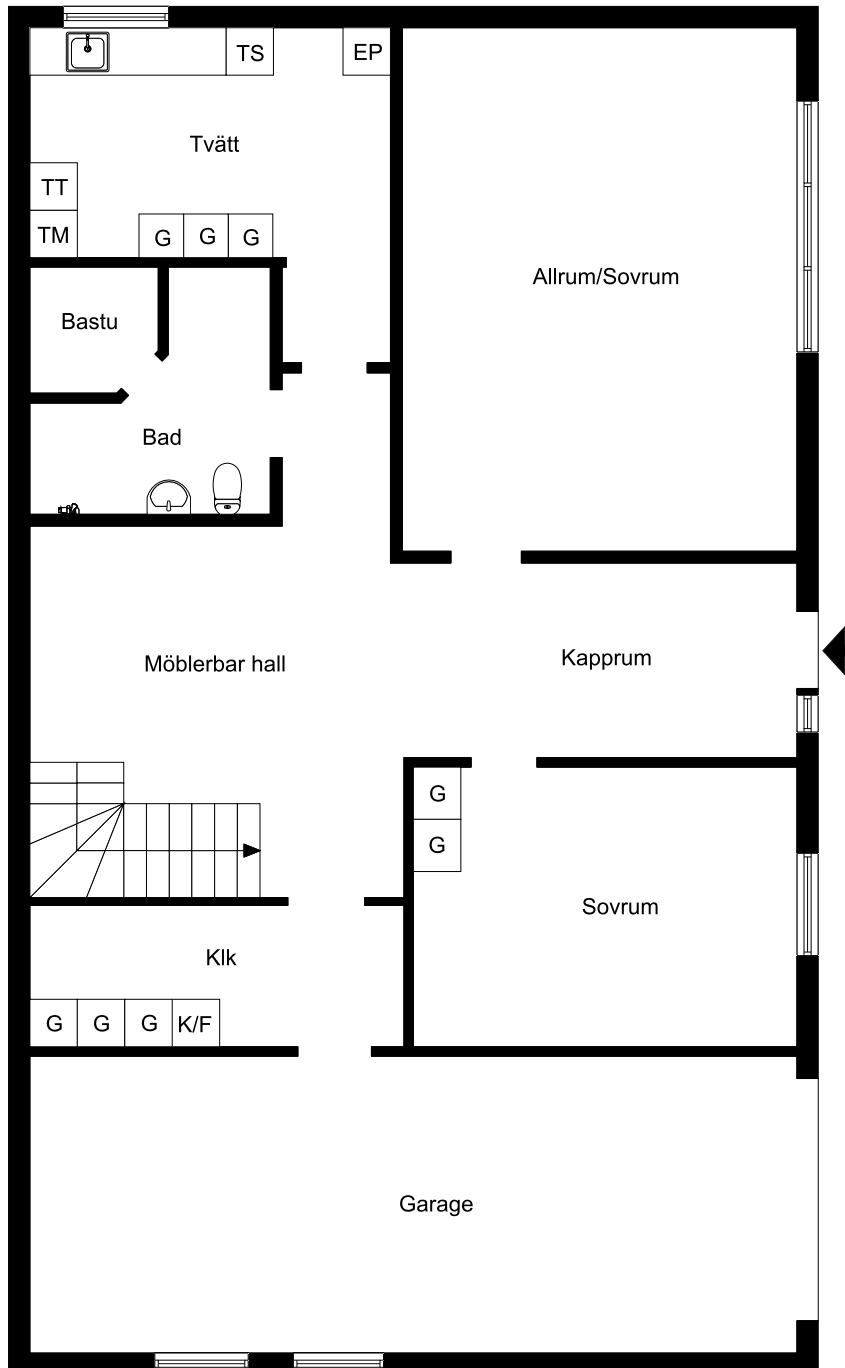 TS
EP
Tvätt
TT
TM
G
G
G
Allrum/Sovrum
Bastu
Bad
Möblerbar hall
Kapprum
G
G
Sovrum
Klk
G
G
G
K/F
Garage